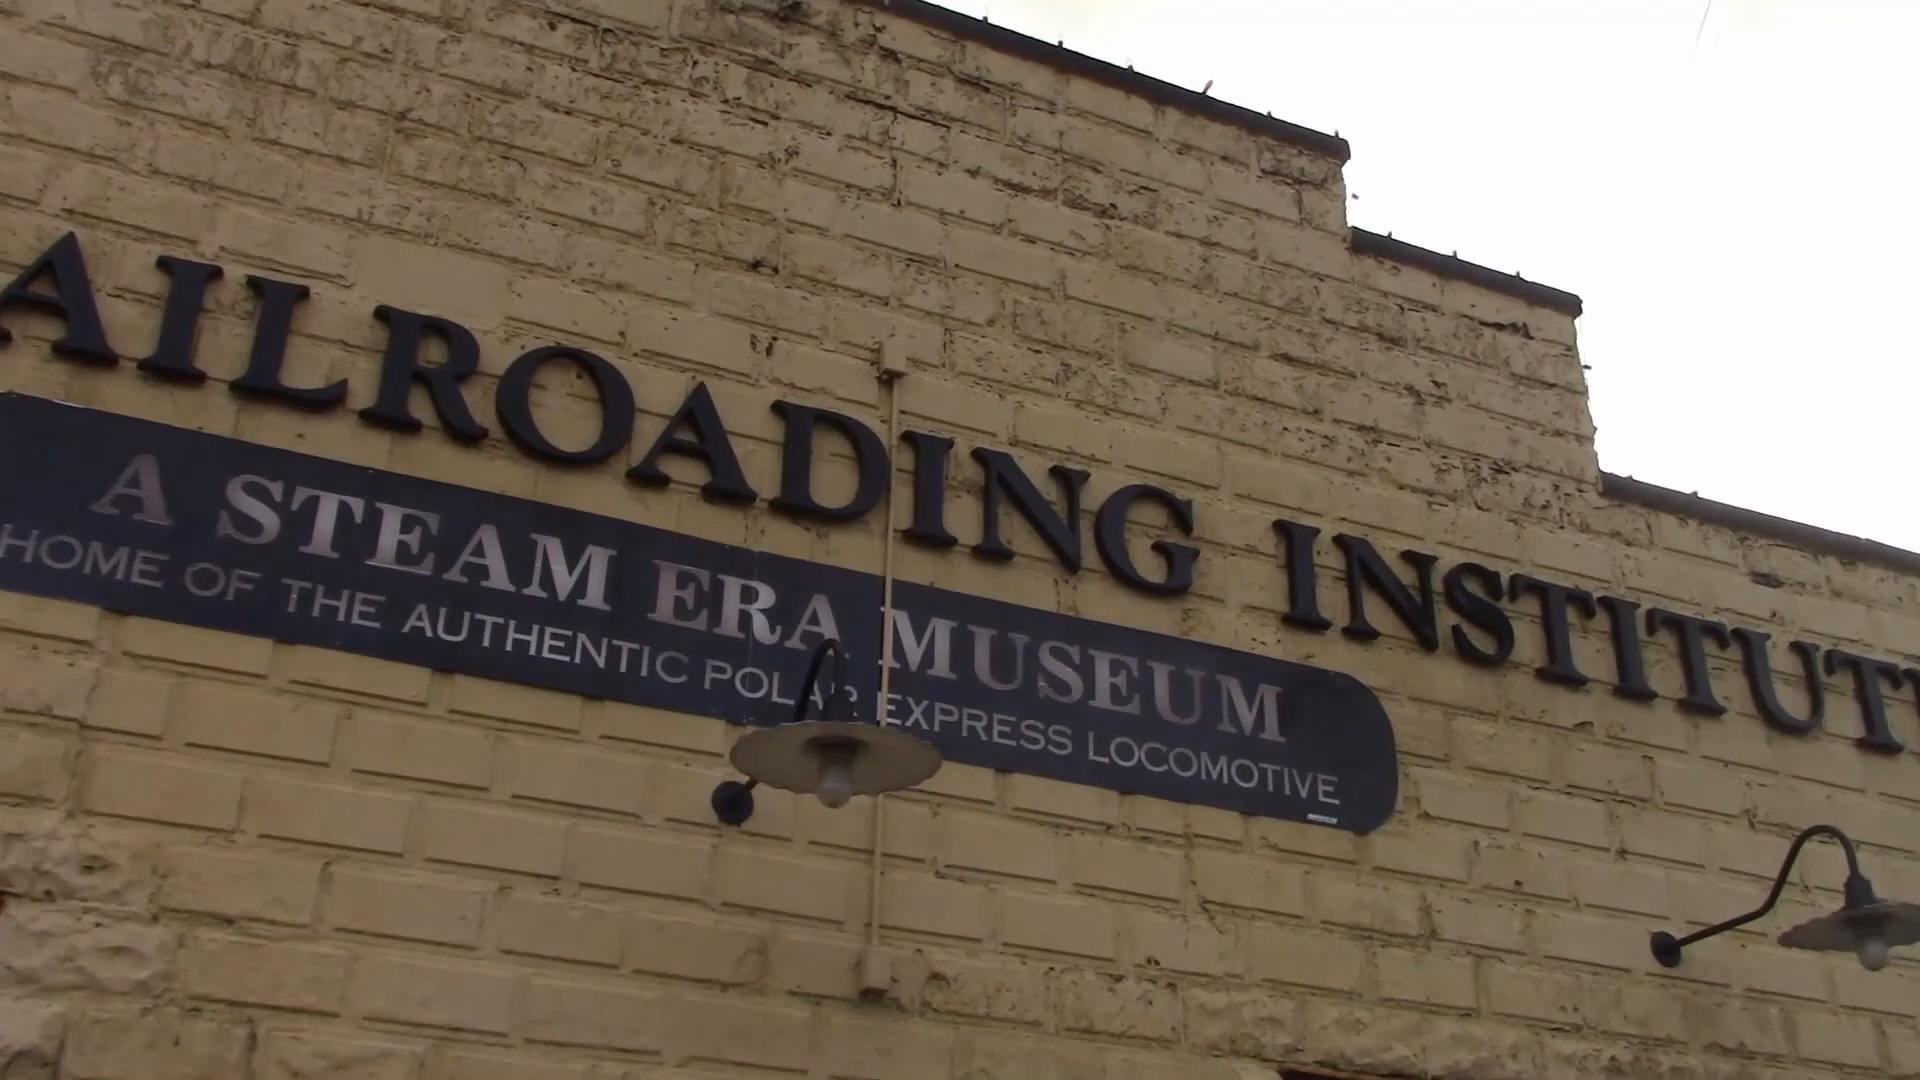 AILROADING INSTITUT
A STEAM ERA MUSEUM
HOME OF THE AUTHENTIC POLAR EXPRESS LOCOMOTIVE